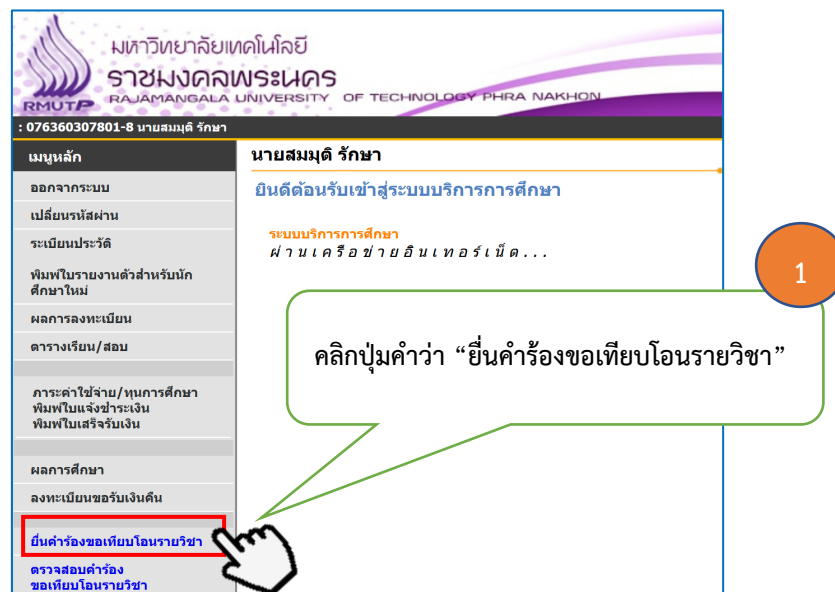 มหาวิทยาลัยเทคโนโลยี
ราชมงคลพระนคร
RMUTP RAJAMANGALA UNIVERSITY OF TECHNOLOGY PHRA NAKHON
: 076360307801-8 นายสมมุติ รักษา
เมนูหลัก
ออกจากระบบ
เปลี่ยนรหัสผ่าน
ระเบียนประวัติ
พิมพ์ใบรายงานตัวสำหรับนัก
ศึกษาใหม่
ผลการลงทะเบียน
ตารางเรียน/สอบ
ภาระค่าใช้จ่าย/ทุนการศึกษา
พิมพ์ใบแจ้งชำระเงิน
พิมพ์ใบเสร็จรับเงิน
ผลการศึกษา
ลงทะเบียนขอรับเงินคืน
ยื่นคำร้องขอเทียบโอนรายวิชา
ตรวจสอบคำร้อง
ขอเทียบโอนรายวิชา
นายสมมุติ รักษา
ยินดีต้อนรับเข้าสู่ระบบบริการการศึกษา
ระบบบริการการศึกษา
ผ่านเครือข่ายอินเทอร์เน็ต...
1
คลิกปุ่มคำว่า “ยื่นคำร้องขอเทียบโอนรายวิชา”